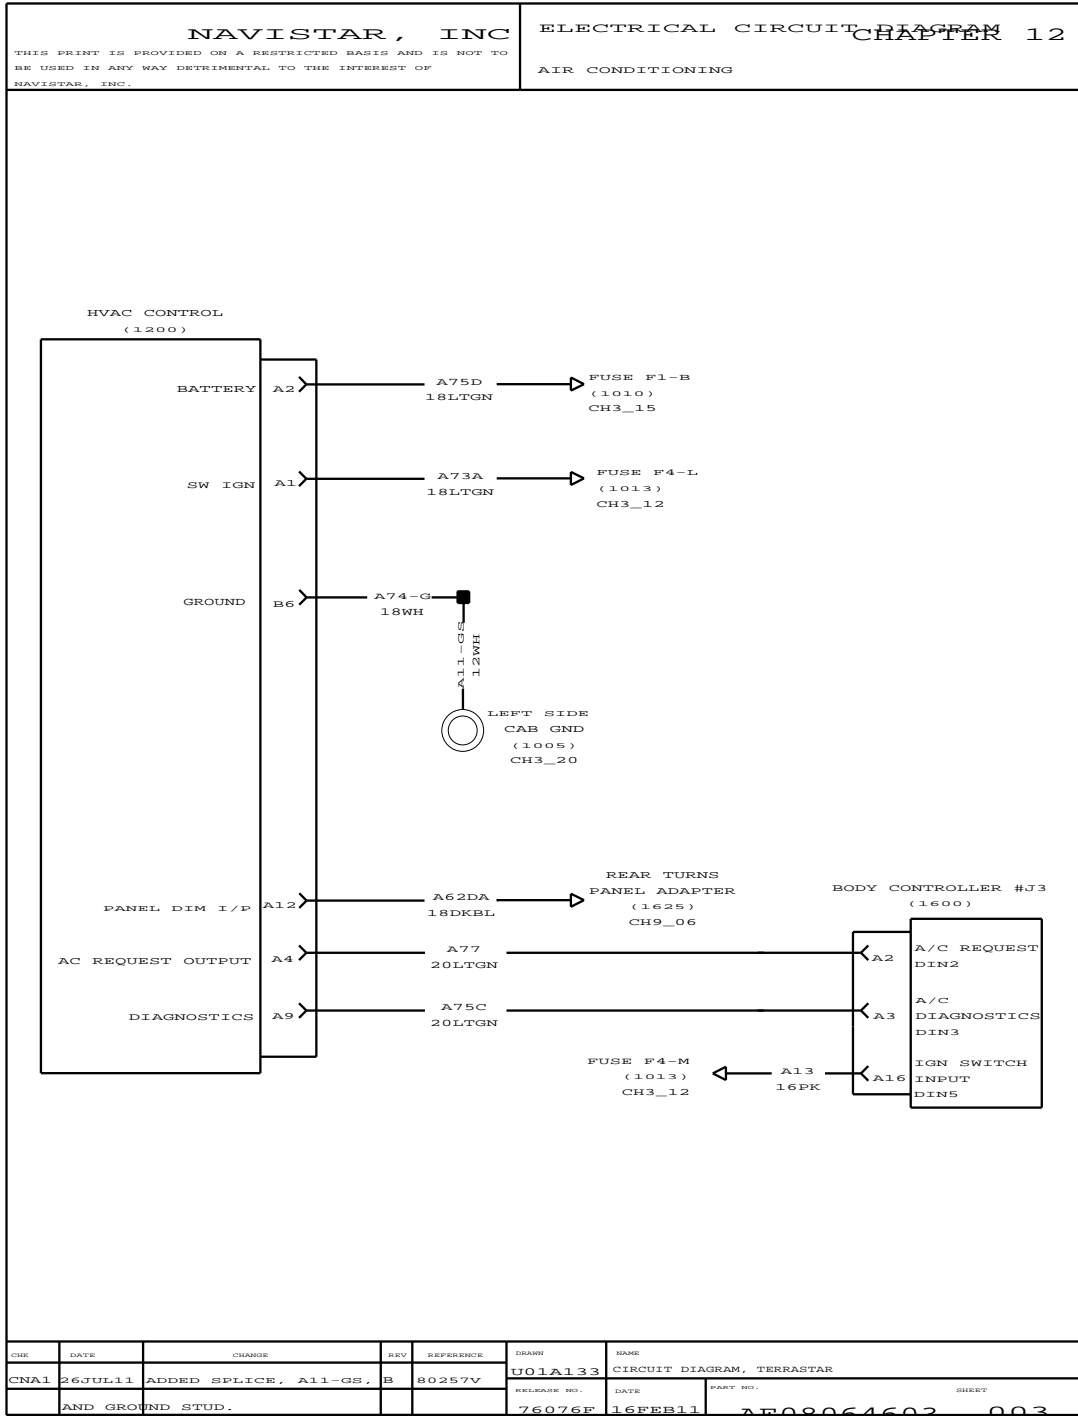 NAVISTAR, INC
THIS PRINT IS PROVIDED ON A RESTRICTED BASIS AND IS NOT TO
BE USED IN ANY WAY DETRIMENTAL TO THE INTEREST OF
NAVISTAR, INC.
ELECTRICAL CIRCUIT DIAGRAM
CHAPTER 12
AIR CONDITIONING
HVAC CONTROL
(1200)
BATTERY A2
A75D
18LTGN
FUSE F1-B
(1010)
CH3_15
SW IGN A1
A73A
18LTGN
FUSE F4-L
(1013)
CH3_12
GROUND B6
A74-G
18WH
A11-GS
12WH
LEFT SIDE
CAB GND
(1005)
CH3_20
PANEL DIM I/P A12
A62DA
18DKBL
REAR TURNS
PANEL ADAPTER
(1625)
CH9_06
BODY CONTROLLER #J3
(1600)
AC REQUEST OUTPUT A4
A77
20LTGN
A2
A/C REQUEST
DIN2
DIAGNOSTICS A9
A75C
20LTGN
A3
A/C
DIAGNOSTICS
DIN3
FUSE F4-M
(1013)
CH3_12
A13
16PK
A16
IGN SWITCH
INPUT
DIN5
CHK DATE CHANGE REV REFERENCE
CNA1 26JUL11 ADDED SPLICE, A11-GS, B 80257V
AND GROUND STUD.
DRAWN
U01A133
NAME
CIRCUIT DIAGRAM, TERRASTAR
RELEASE NO.
76076F
DATE
16FEB11
PART NO.
AF08064603
SHEET
003